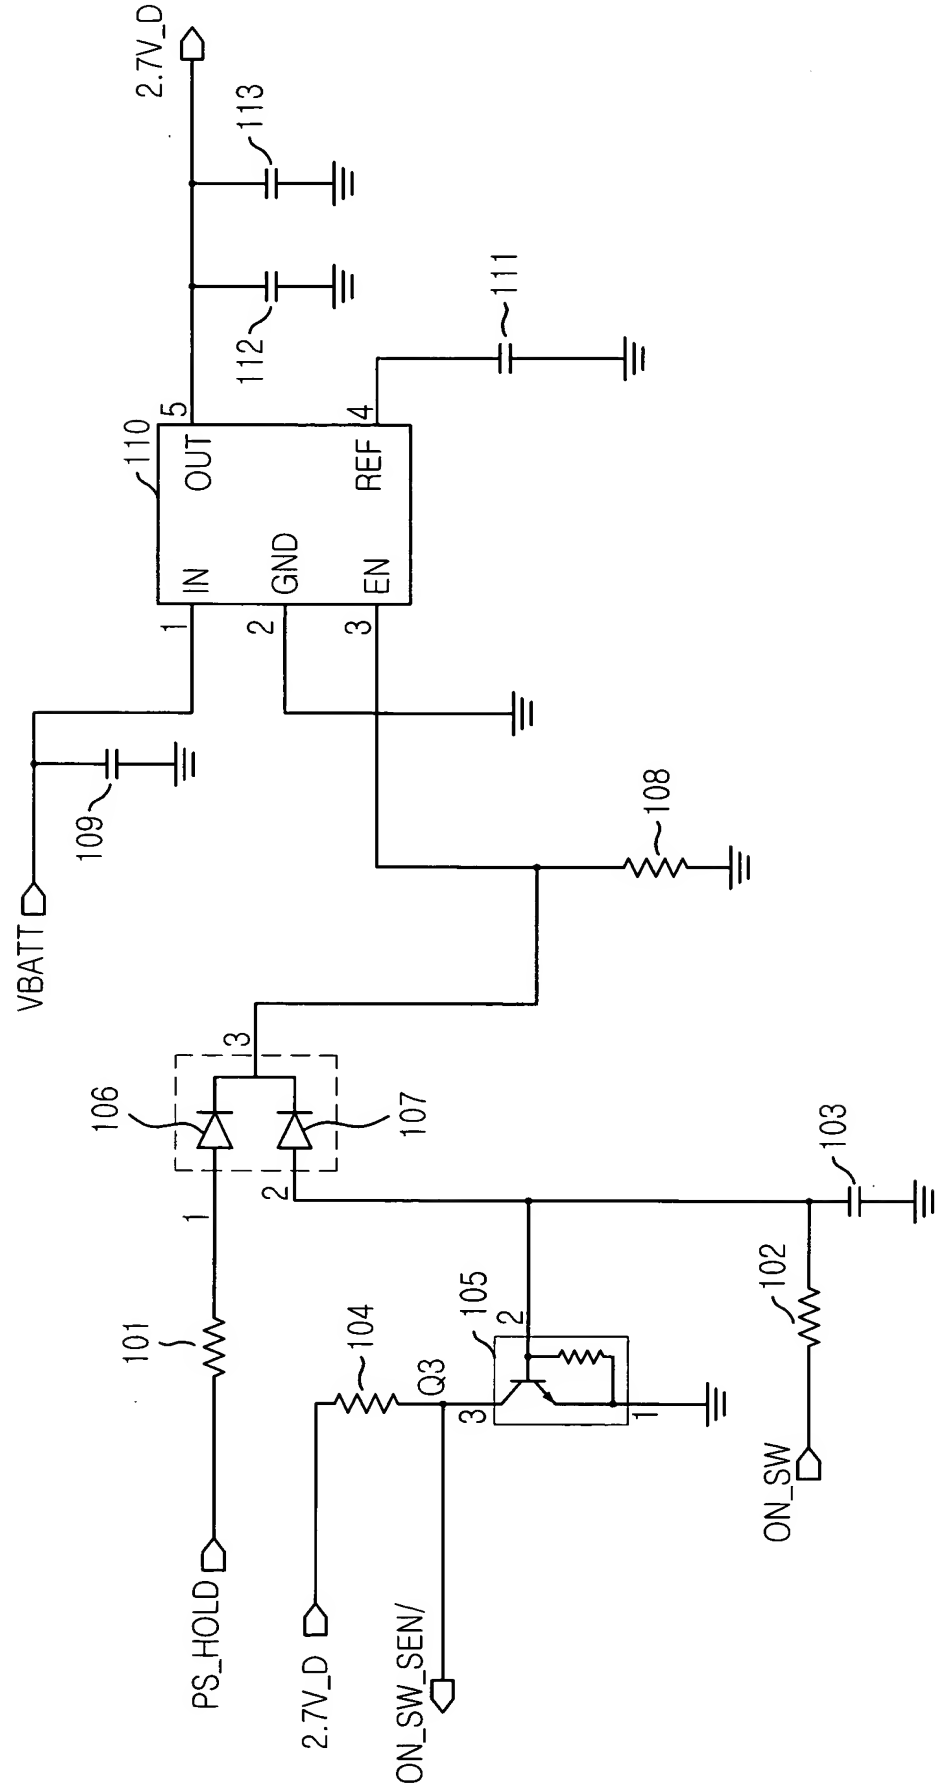 VBATT
109
1
IN
110
OUT
5
2.7V_D
113
112
2
GND
3
EN
REF
4
111
108
PS_HOLD
101
1
106
3
107
2
2.7V_D
104
ON_SW_SEN/
Q3
3
105
2
1
ON_SW
102
103